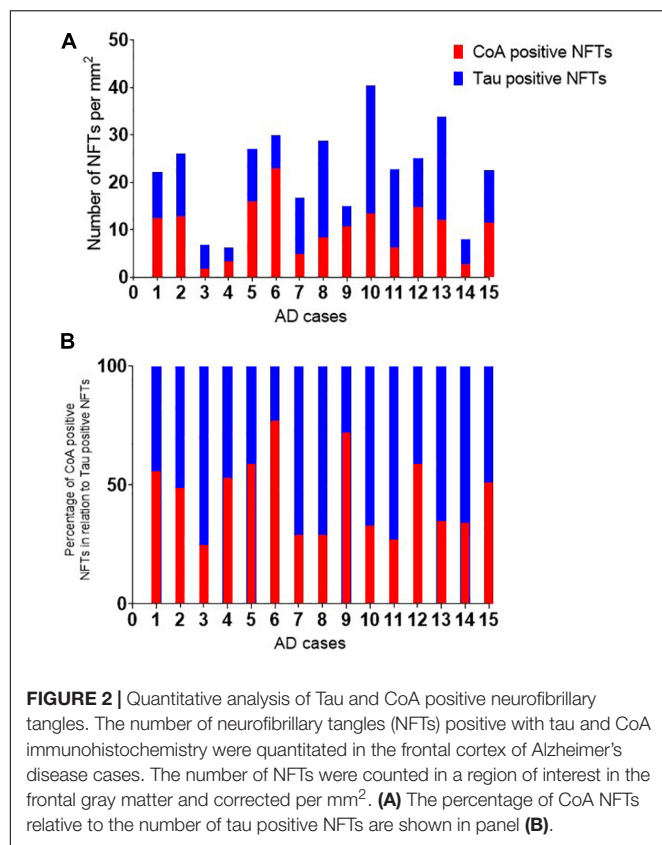 A
Number of NFTs per mm²
50
40
30
20
10
0
CoA positive NFTs
Tau positive NFTs
0 1 2 3 4 5 6 7 8 9 10 11 12 13 14 15
AD cases
B
Percentage of CoA positive
NFTs in relation to Tau positive NFTs
100
50
0
0 1 2 3 4 5 6 7 8 9 10 11 12 13 14 15
AD cases
FIGURE 2 | Quantitative analysis of Tau and CoA positive neurofibrillary
tangles. The number of neurofibrillary tangles (NFTs) positive with tau and CoA
immunohistochemistry were quantitated in the frontal cortex of Alzheimer's
disease cases. The number of NFTs were counted in a region of interest in the
frontal gray matter and corrected per mm². (A) The percentage of CoA NFTs
relative to the number of tau positive NFTs are shown in panel (B).